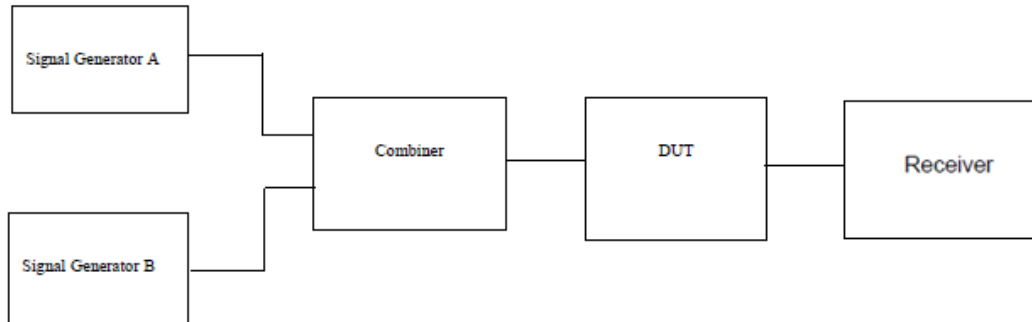 Signal Generator A
Combiner
DUT
Receiver
Signal Generator B